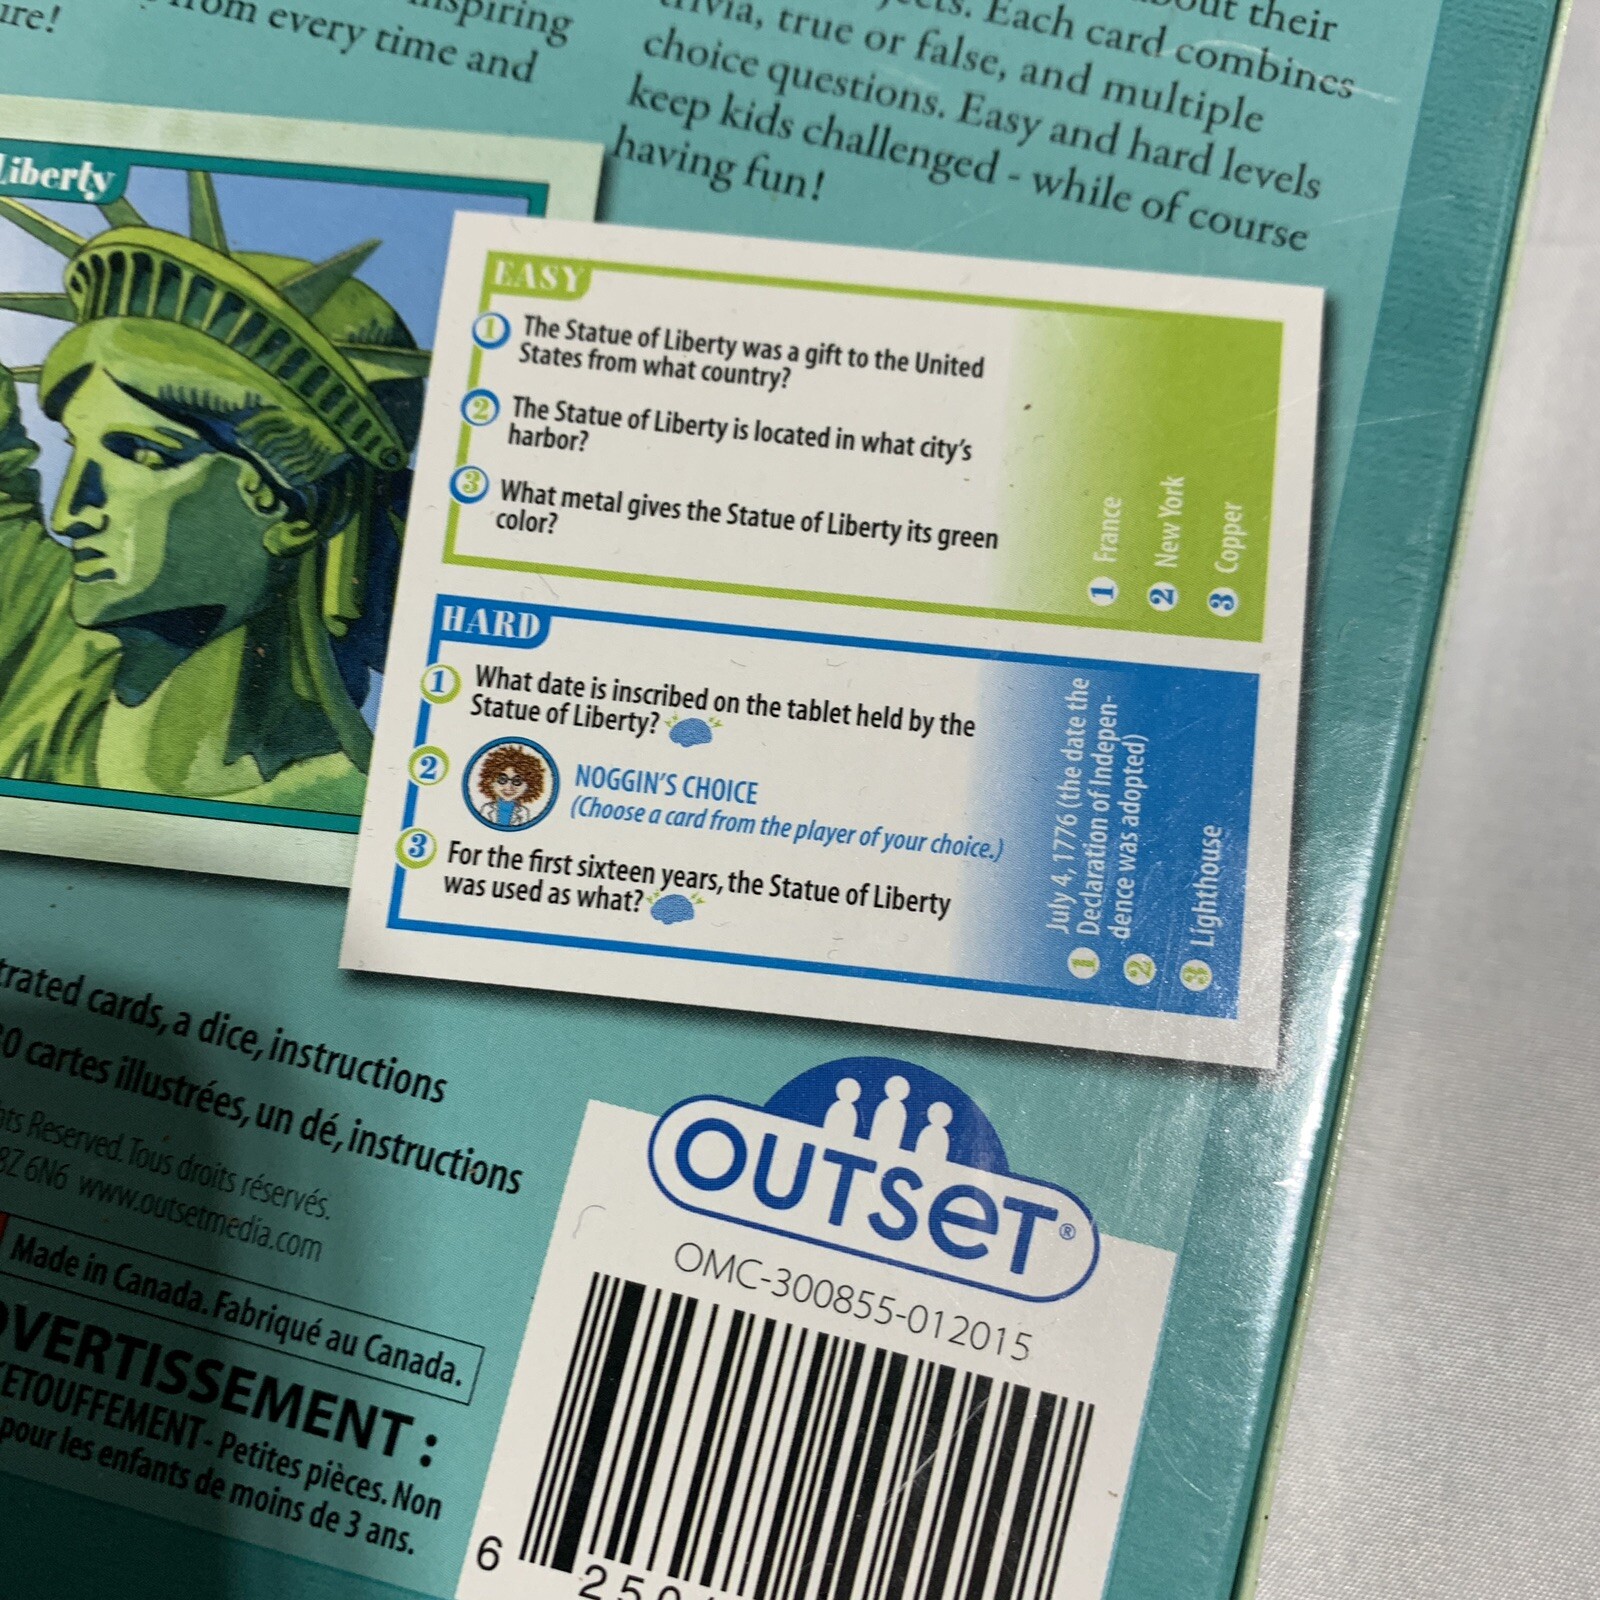 ure!
inspiring
from every time and
about their
Each card combines
trivia, true or false, and multiple
choice questions. Easy and hard levels
keep kids challenged - while of course
having fun!
Liberty
EASY
1 The Statue of Liberty was a gift to the United
States from what country?
2 The Statue of Liberty is located in what city's
harbor?
3 What metal gives the Statue of Liberty its green
color?
1 France
2 New York
3 Copper
HARD
1 What date is inscribed on the tablet held by the
Statue of Liberty?
2 NOGGIN'S CHOICE
(Choose a card from the player of your choice.)
3 For the first sixteen years, the Statue of Liberty
was used as what?
July 4, 1776 (the date the
1 Declaration of Indepen-
dence was adopted)
2
3 Lighthouse
trated cards, a dice, instructions
0 cartes illustrées, un dé, instructions
hts Reserved. Tous droits réservés.
8Z 6N6 www.outsetmedia.com
Made in Canada. Fabriqué au Canada.
VERTISSEMENT :
ETOUFFEMENT - Petites pièces. Non
pour les enfants de moins de 3 ans.
OUTSET®
OMC-300855-012015
6 250